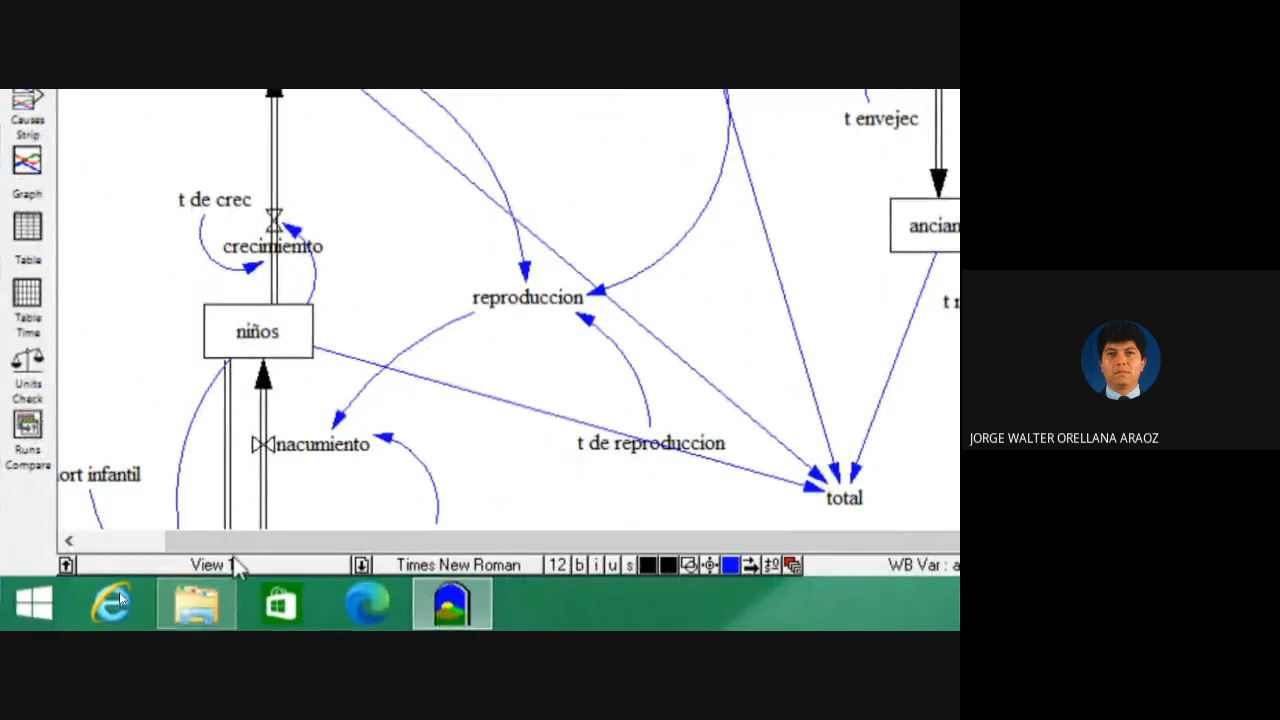 Causes
Strip
Graph
Table
Table
Time
Units
Check
Runs
Compare
t envejec
t de crec
crecimiemto
reproduccion
niños
t de reproduccion
nacumiento
ort infantil
total
View 1
Times New Roman
12
b
i
u
s
WB Var :
JORGE WALTER ORELLANA ARAOZ